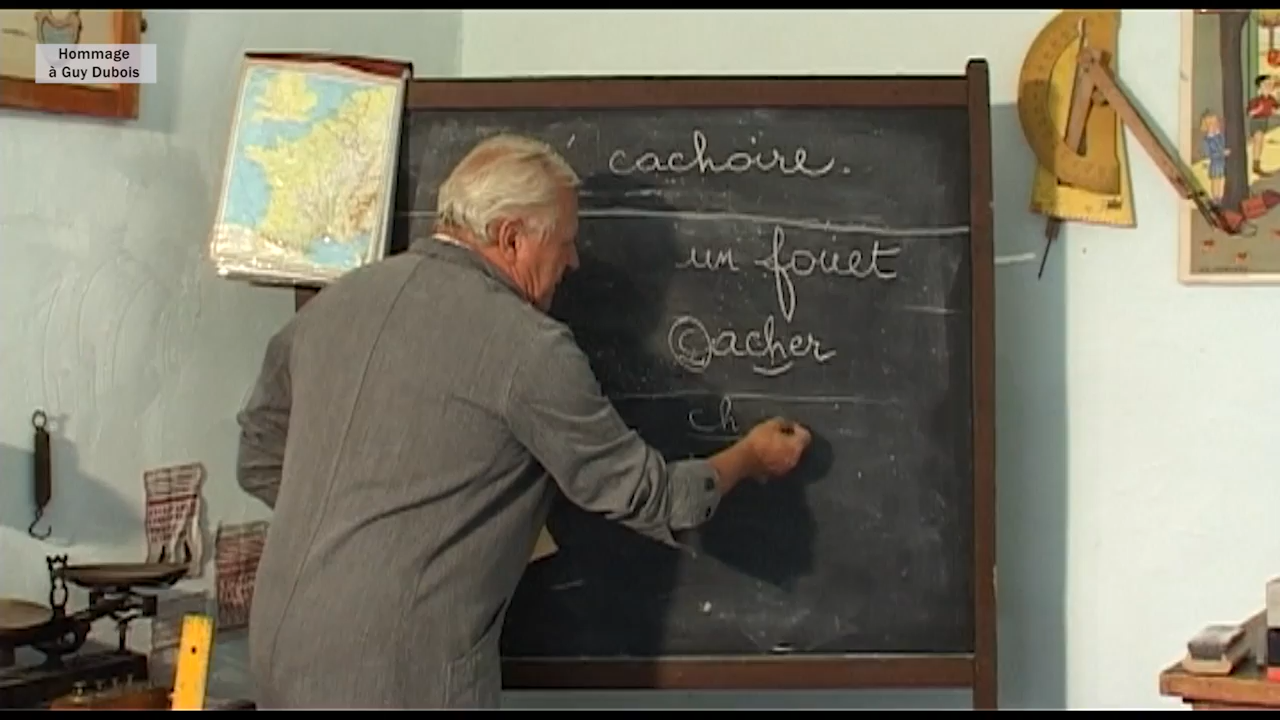 Hommage
à Guy Dubois
cachoire.
un fouet
cacher
ch